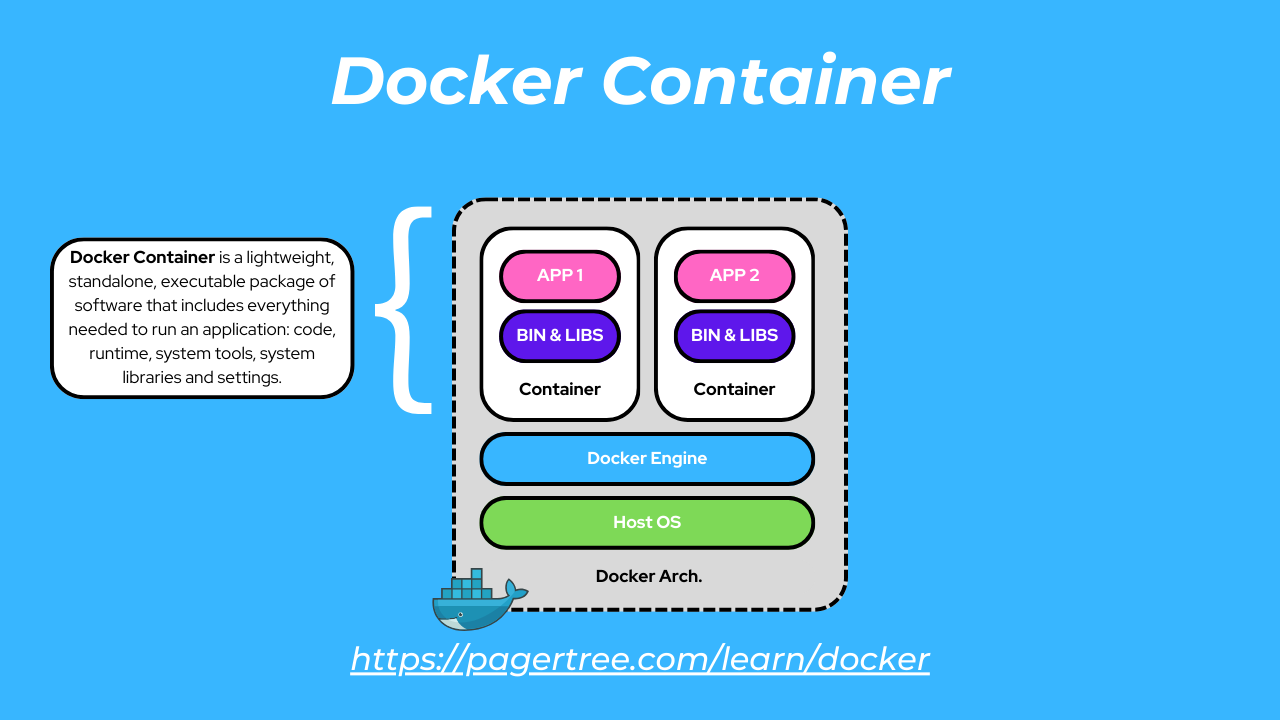 Docker Container
Docker Container is a lightweight,
standalone, executable package of
software that includes everything
needed to run an application: code,
runtime, system tools, system
libraries and settings.
APP 1
BIN & LIBS
Container
APP 2
BIN & LIBS
Container
Docker Engine
Host OS
Docker Arch.
https://pagertree.com/learn/docker